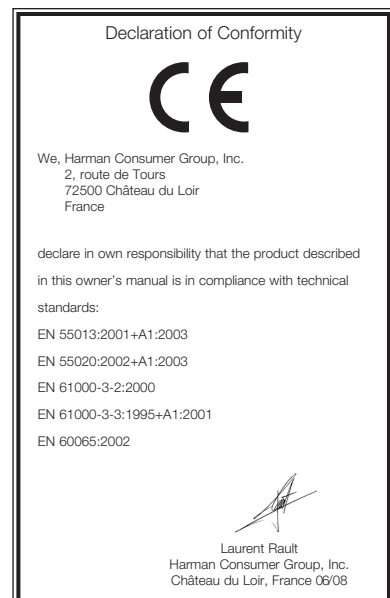 Declaration of Conformity
CE
We, Harman Consumer Group, Inc.
2, route de Tours
72500 Château du Loir
France
declare in own responsibility that the product described
in this owner’s manual is in compliance with technical
standards:
EN 55013:2001+A1:2003
EN 55020:2002+A1:2003
EN 61000-3-2:2000
EN 61000-3-3:1995+A1:2001
EN 60065:2002
Laurent Rault
Harman Consumer Group, Inc.
Château du Loir, France 06/08